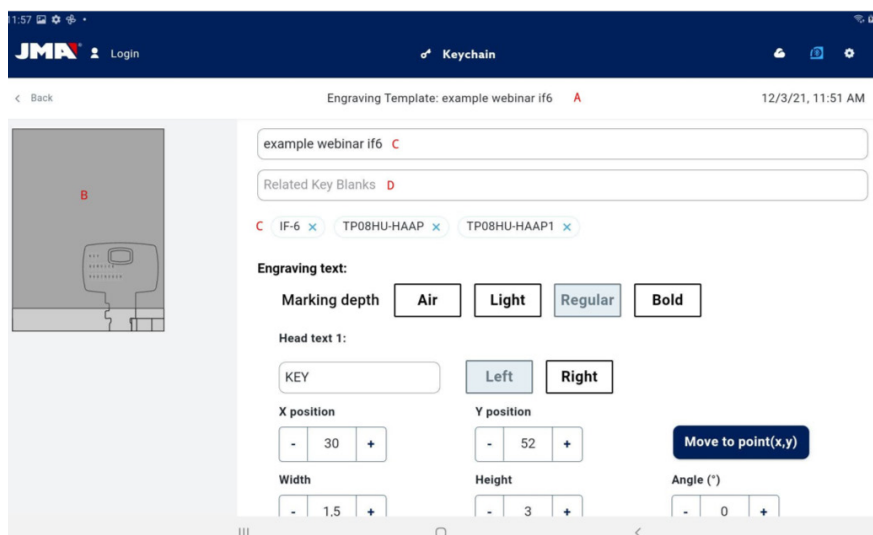 11:57
JMA Login Keychain
Back Engraving Template: example webinar if6 A 12/3/21, 11:51 AM
example webinar if6 C
B
Related Key Blanks D
C IF-6 × TP08HU-HAAP × TP08HU-HAAP1 ×
Engraving text:
Marking depth Air Light Regular Bold
Head text 1:
KEY Left Right
X position Y position
- 30 + - 52 + Move to point(x,y)
Width Height Angle (°)
- 1.5 + - 3 + - 0 +